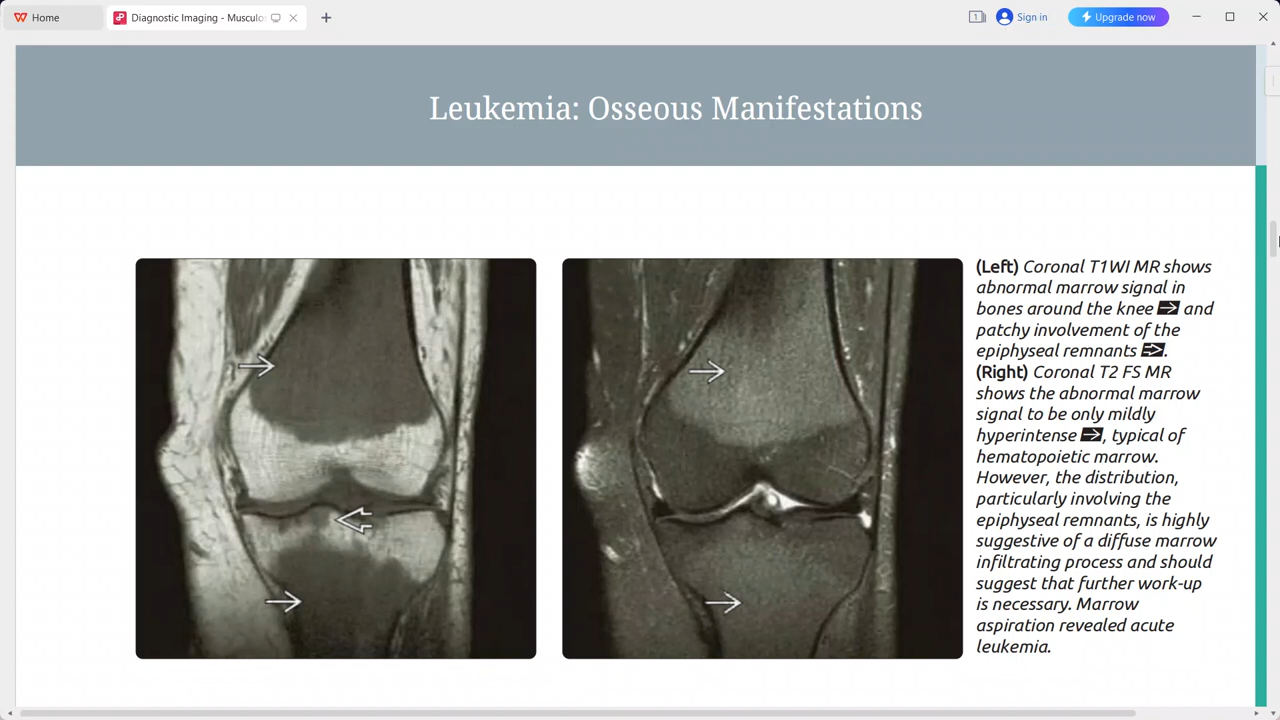 Home
Diagnostic Imaging - Musculos
1
Sign in
Upgrade now
Leukemia: Osseous Manifestations
(Left) Coronal T1WI MR shows
abnormal marrow signal in
bones around the knee ➡ and
patchy involvement of the
epiphyseal remnants ➡.
(Right) Coronal T2 FS MR
shows the abnormal marrow
signal to be only mildly
hyperintense ➡, typical of
hematopoietic marrow.
However, the distribution,
particularly involving the
epiphyseal remnants, is highly
suggestive of a diffuse marrow
infiltrating process and should
suggest that further work-up
is necessary. Marrow
aspiration revealed acute
leukemia.